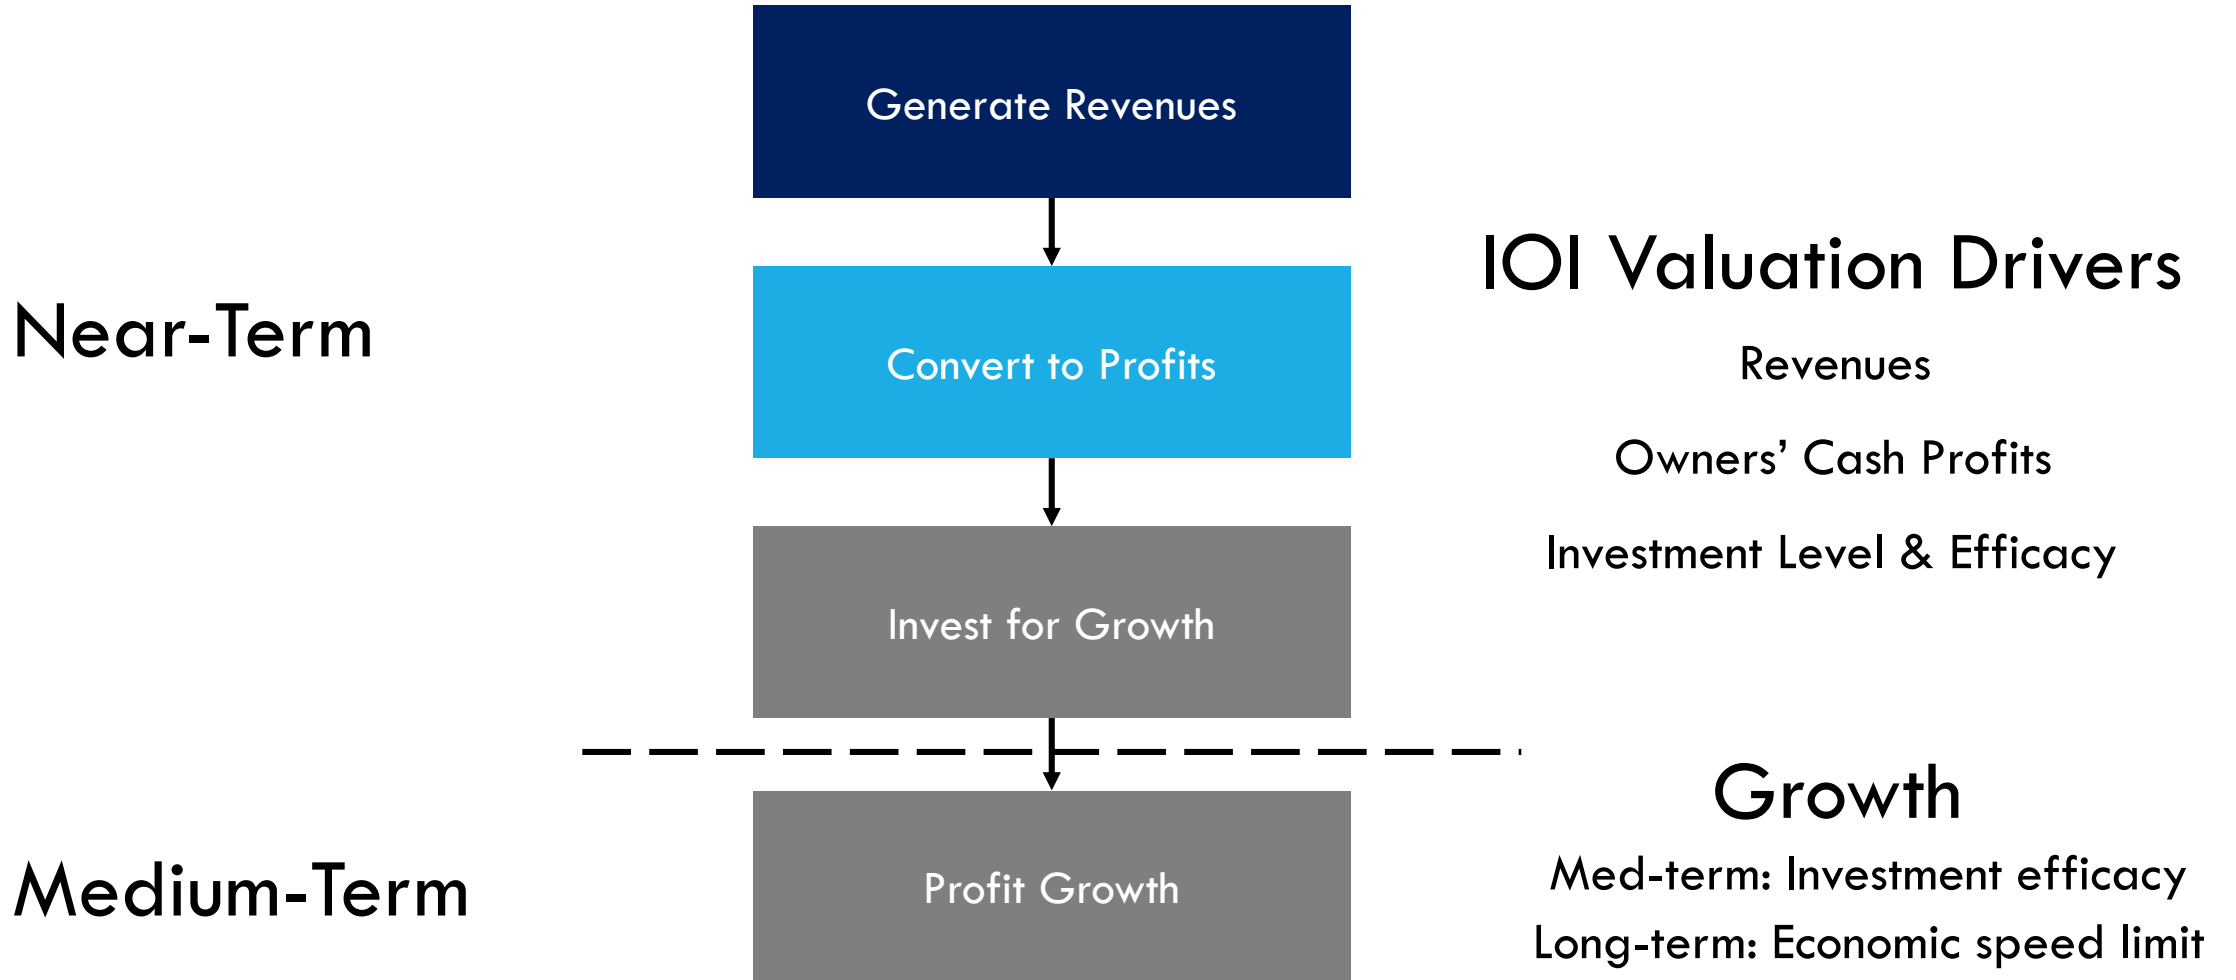 Generate Revenues
Near-Term
Convert to Profits
Invest for Growth
IOI Valuation Drivers
Revenues
Owners’ Cash Profits
Investment Level & Efficacy
Medium-Term
Profit Growth
Growth
Med-term: Investment efficacy
Long-term: Economic speed limit